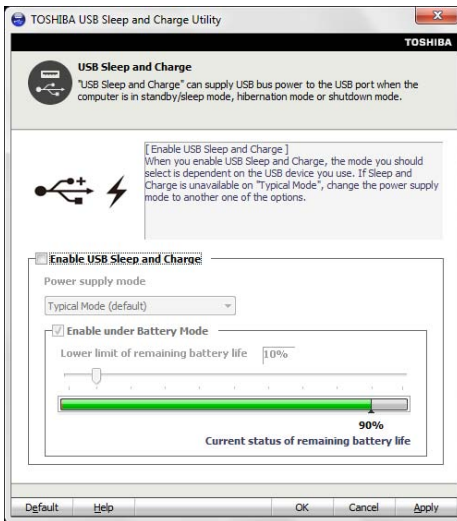 TOSHIBA USB Sleep and Charge Utility
TOSHIBA
USB Sleep and Charge
"USB Sleep and Charge" can supply USB bus power to the USB port when the
computer is in standby/sleep mode, hibernation mode or shutdown mode.
[ Enable USB Sleep and Charge ]
When you enable USB Sleep and Charge, the mode you should
select is dependent on the USB device you use. If Sleep and
Charge is unavailable on "Typical Mode", change the power supply
mode to another one of the options.
Enable USB Sleep and Charge
Power supply mode
Typical Mode (default)
Enable under Battery Mode
Lower limit of remaining battery life 10%
90%
Current status of remaining battery life
Default Help OK Cancel Apply